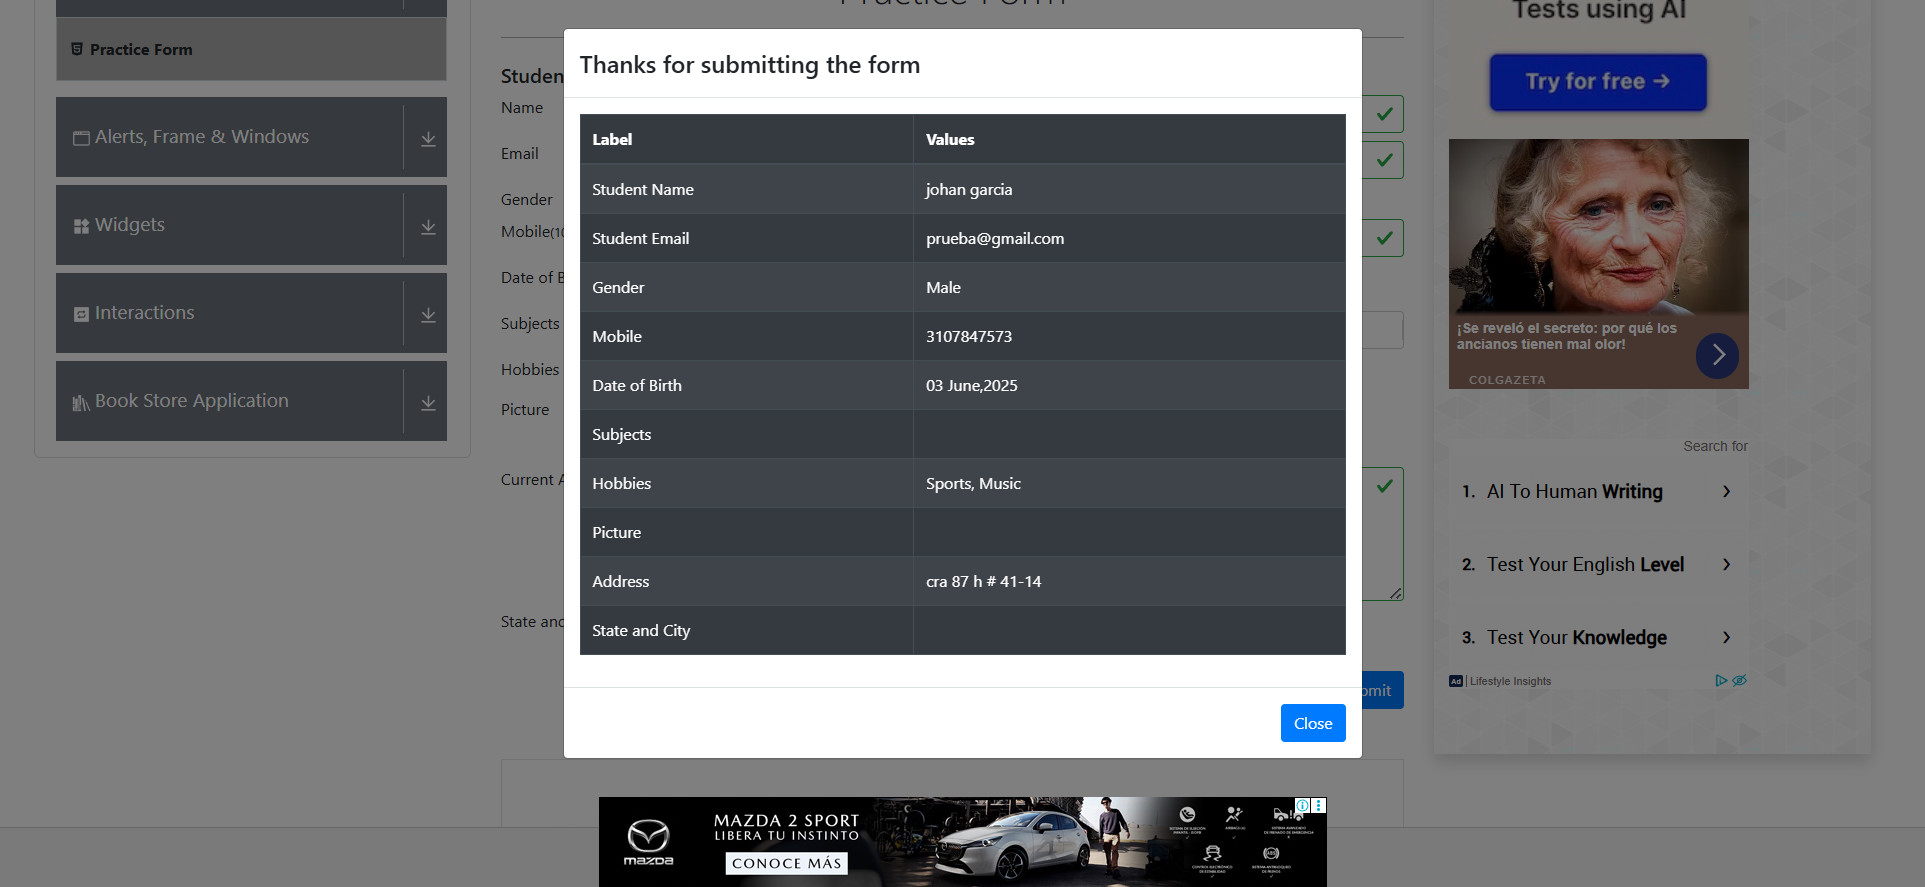 Practice Form
Tests using AI
Try for free →
Practice Form
Alerts, Frame & Windows
Widgets
Interactions
Book Store Application
Studen
Name
Email
Gender
Mobile(10
Date of B
Subjects
Hobbies
Picture
Current A
State and
Thanks for submitting the form
Label Values
Student Name johan garcia
Student Email prueba@gmail.com
Gender Male
Mobile 3107847573
Date of Birth 03 June,2025
Subjects
Hobbies Sports, Music
Picture
Address cra 87 h # 41-14
State and City
Close
omit
¡Se reveló el secreto: por qué los
ancianos tienen mal olor!
COLGAZETA
Search for
1. AI To Human Writing
2. Test Your English Level
3. Test Your Knowledge
Ad | Lifestyle Insights
mazda
MAZDA 2 SPORT
LIBERA TU INSTINTO
CONOCE MÁS